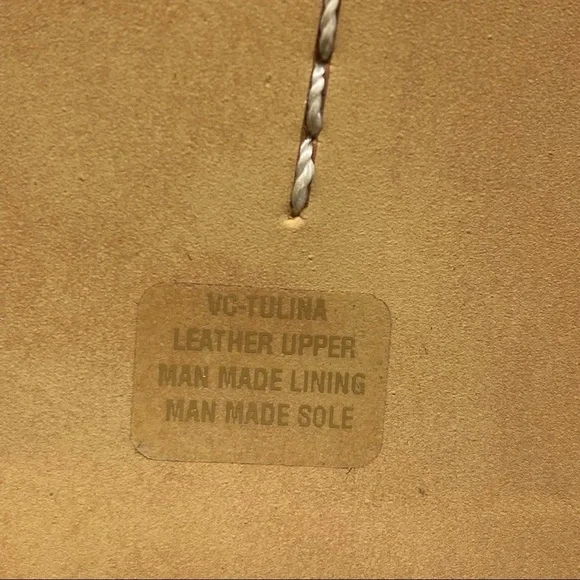 VC-TULINA
LEATHER UPPER
MAN MADE LINING
MAN MADE SOLE